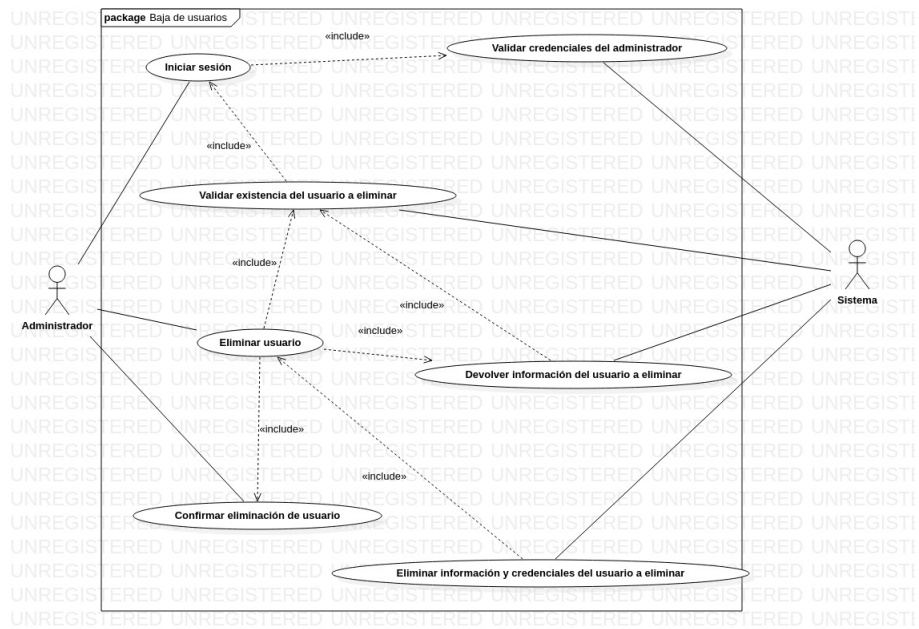 package Baja de usuarios
«include»
Validar credenciales del administrador
Iniciar sesión
«include»
Validar existencia del usuario a eliminar
«include»
Sistema
«include»
Administrador
«include»
Eliminar usuario
Devolver información del usuario a eliminar
«include»
«include»
Confirmar eliminación de usuario
Eliminar información y credenciales del usuario a eliminar
UNREGISTERED